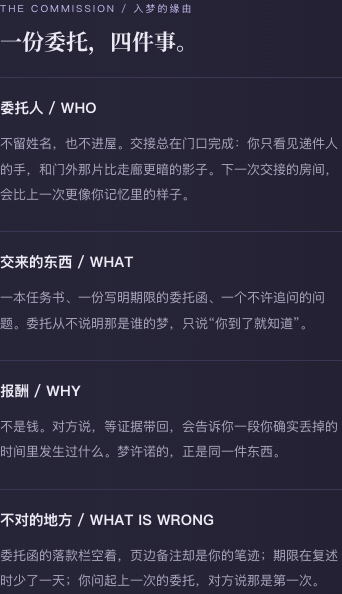 THE COMMISSION / 入梦的缘由
一份委托，四件事。
委托人 / WHO
不留姓名，也不进屋。交接总在门口完成：你只看见递件人
的手，和门外那片比走廊更暗的影子。下一次交接的房间，
会比上一次更像你记忆里的样子。
交来的东西 / WHAT
一本任务书、一份写明期限的委托函、一个不许追问的问
题。委托从不说明那是谁的梦，只说“你到了就知道”。
报酬 / WHY
不是钱。对方说，等证据带回，会告诉你一段你确实丢掉的
时间里发生过什么。梦许诺的，正是同一件东西。
不对的地方 / WHAT IS WRONG
委托函的落款栏空着，页边备注却是你的笔迹；期限在复述
时少了一天；你问起上一次的委托，对方说那是第一次。